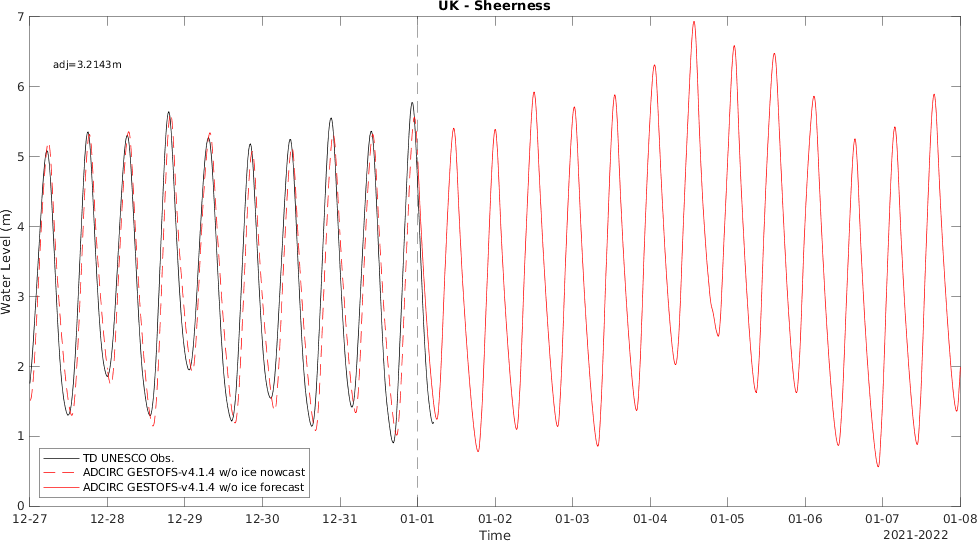 UK - Sheerness
adj=3.2143m
7
6
5
4
3
2
1
0
Water Level (m)
TD UNESCO Obs.
ADCIRC GESTOFS-v4.1.4 w/o ice nowcast
ADCIRC GESTOFS-v4.1.4 w/o ice forecast
12-27 12-28 12-29 12-30 12-31 01-01 01-02 01-03 01-04 01-05 01-06 01-07 01-08
Time
2021-2022